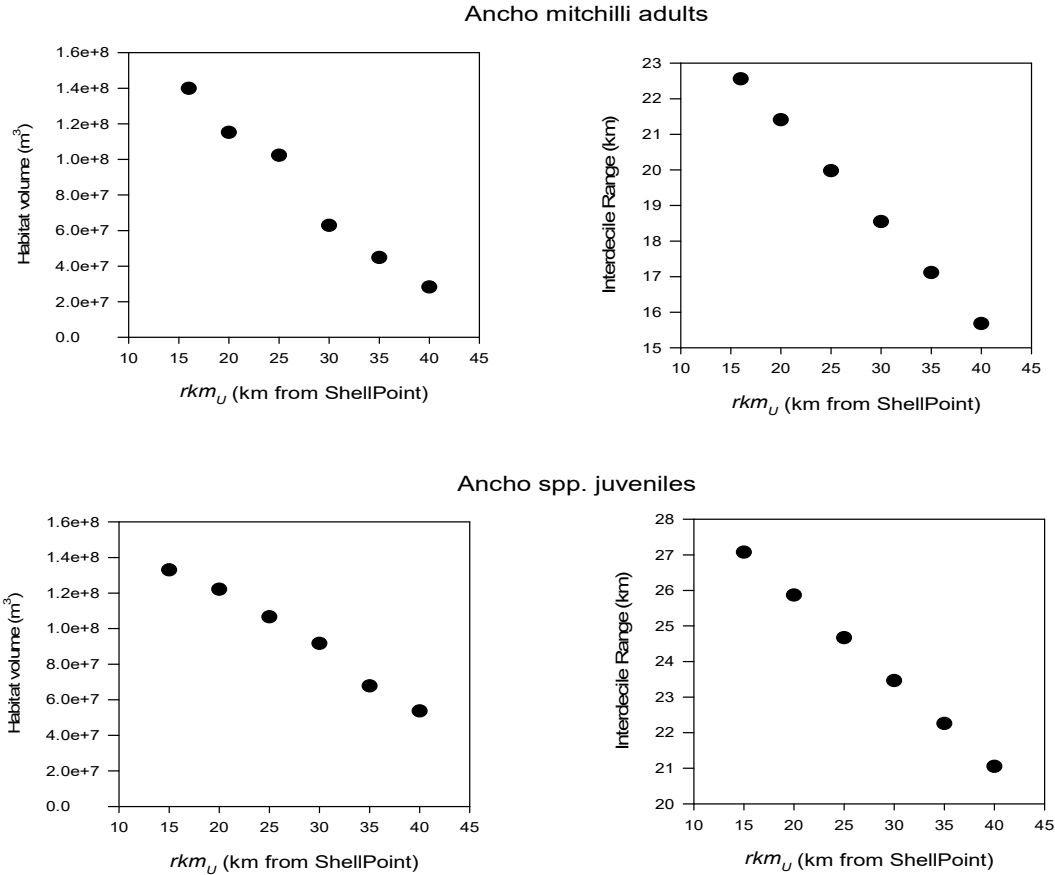 Ancho mitchilli adults
Habitat volume (m³)
1.6e+8
1.4e+8
1.2e+8
1.0e+8
8.0e+7
6.0e+7
4.0e+7
2.0e+7
0.0
10 15 20 25 30 35 40 45
rkm_U (km from ShellPoint)
Interdecile Range (km)
23
22
21
20
19
18
17
16
15
10 15 20 25 30 35 40 45
rkm_U (km from ShellPoint)
Ancho spp. juveniles
Habitat volume (m³)
1.6e+8
1.4e+8
1.2e+8
1.0e+8
8.0e+7
6.0e+7
4.0e+7
2.0e+7
0.0
10 15 20 25 30 35 40 45
rkm_U (km from ShellPoint)
Interdecile Range (km)
28
27
26
25
24
23
22
21
20
10 15 20 25 30 35 40 45
rkm_U (km from ShellPoint)